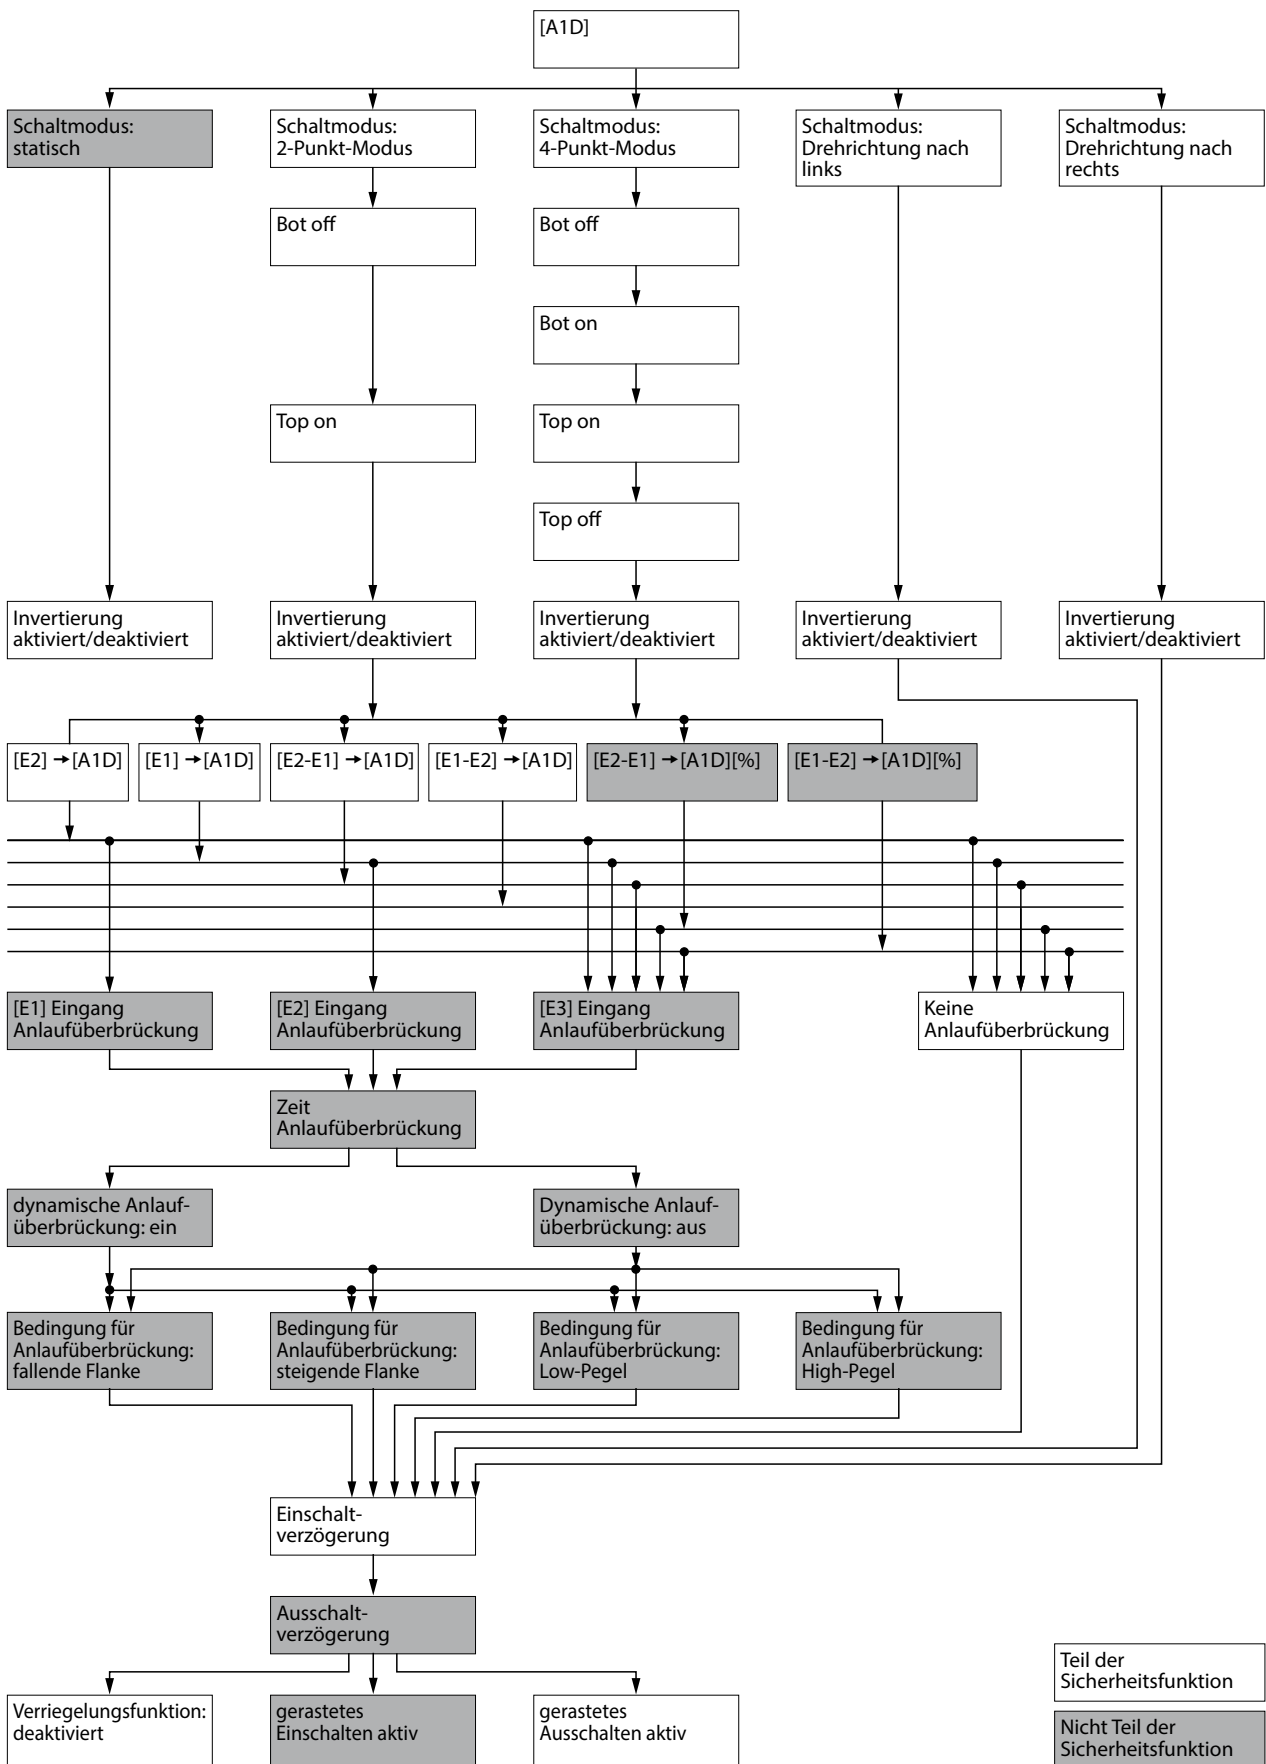 [A1D]
Schaltmodus:
statisch
Schaltmodus:
2-Punkt-Modus
Schaltmodus:
4-Punkt-Modus
Schaltmodus:
Drehrichtung nach
links
Schaltmodus:
Drehrichtung nach
rechts
Bot off
Bot off
Bot on
Top on
Top on
Top off
Invertierung
aktiviert/deaktiviert
Invertierung
aktiviert/deaktiviert
Invertierung
aktiviert/deaktiviert
Invertierung
aktiviert/deaktiviert
Invertierung
aktiviert/deaktiviert
[E2] → [A1D]
[E1] → [A1D]
[E2-E1] → [A1D]
[E1-E2] → [A1D]
[E2-E1] → [A1D][%]
[E1-E2] → [A1D][%]
[E1] Eingang
Anlaufüberbrückung
[E2] Eingang
Anlaufüberbrückung
[E3] Eingang
Anlaufüberbrückung
Keine
Anlaufüberbrückung
Zeit
Anlaufüberbrückung
dynamische Anlauf-
überbrückung: ein
Dynamische Anlauf-
überbrückung: aus
Bedingung für
Anlaufüberbrückung:
fallende Flanke
Bedingung für
Anlaufüberbrückung:
steigende Flanke
Bedingung für
Anlaufüberbrückung:
Low-Pegel
Bedingung für
Anlaufüberbrückung:
High-Pegel
Einschalt-
verzögerung
Ausschalt-
verzögerung
Verriegelungsfunktion:
deaktiviert
gerastetes
Einschalten aktiv
gerastetes
Ausschalten aktiv
Teil der
Sicherheitsfunktion
Nicht Teil der
Sicherheitsfunktion